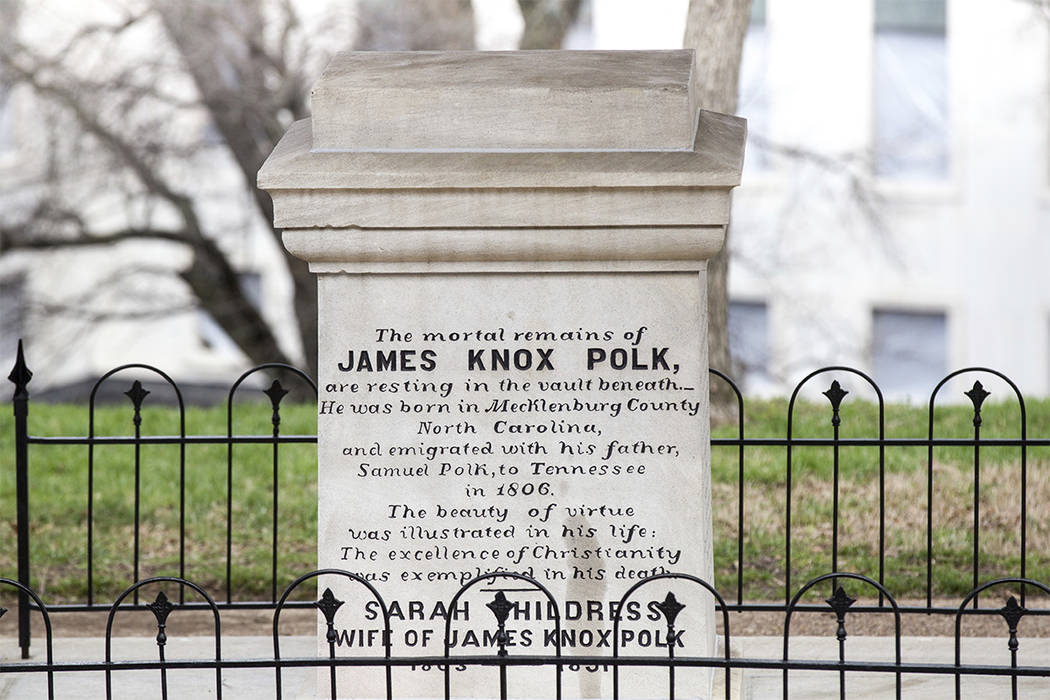 The mortal remains of
JAMES KNOX POLK,
are resting in the vault beneath._
He was born in Mecklenburg County
North Carolina,
and emigrated with his father,
Samuel Polk, to Tennessee
in 1806.
The beauty of virtue
was illustrated in his life:
The excellence of Christianity
was exemplified in his death.
SARAH CHILDRESS
WIFE OF JAMES KNOX POLK